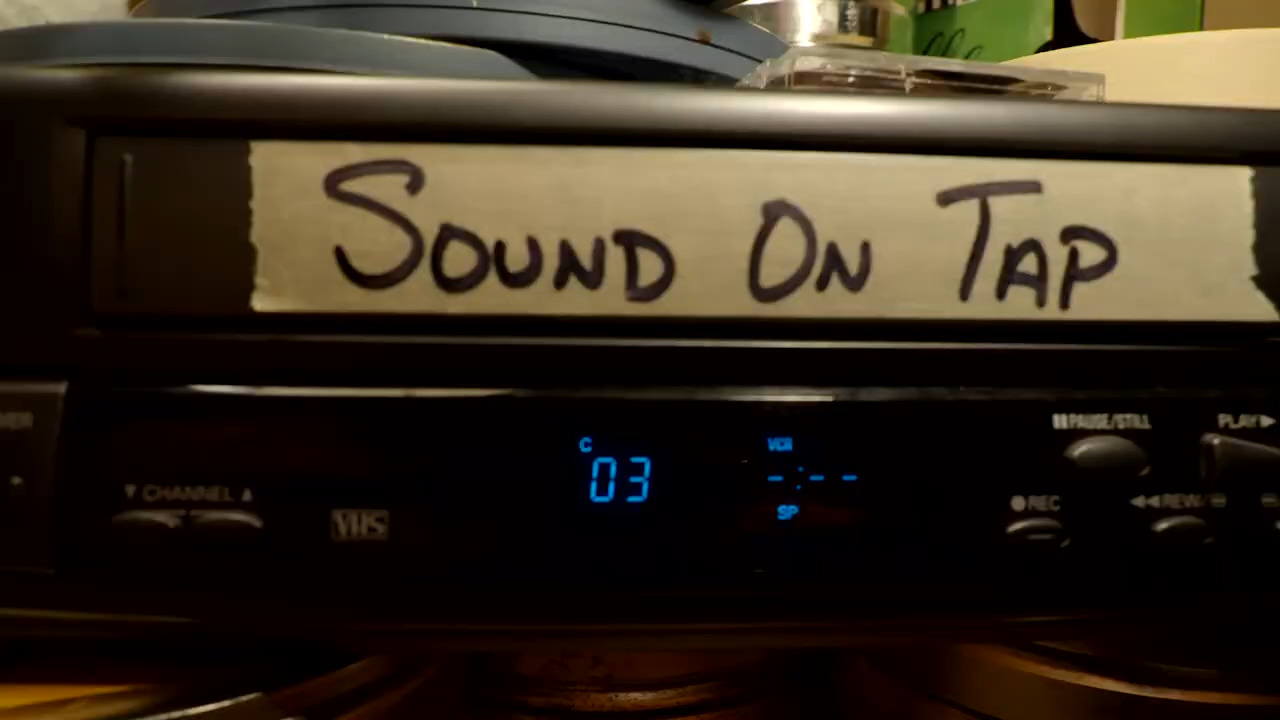 SOUND ON TAP
C
03
VCR
- : - -
SP
▼ CHANNEL ▲
VHS
PAUSE/STILL
PLAY
REC
REW